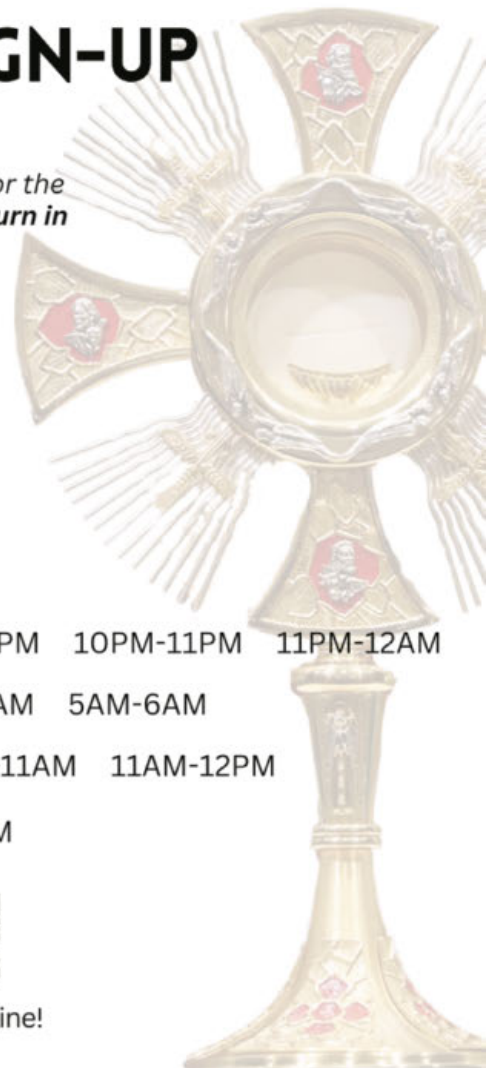 GN-UP
or the
urn in
PM 10PM-11PM 11PM-12AM
AM 5AM-6AM
11AM 11AM-12PM
M
ine!